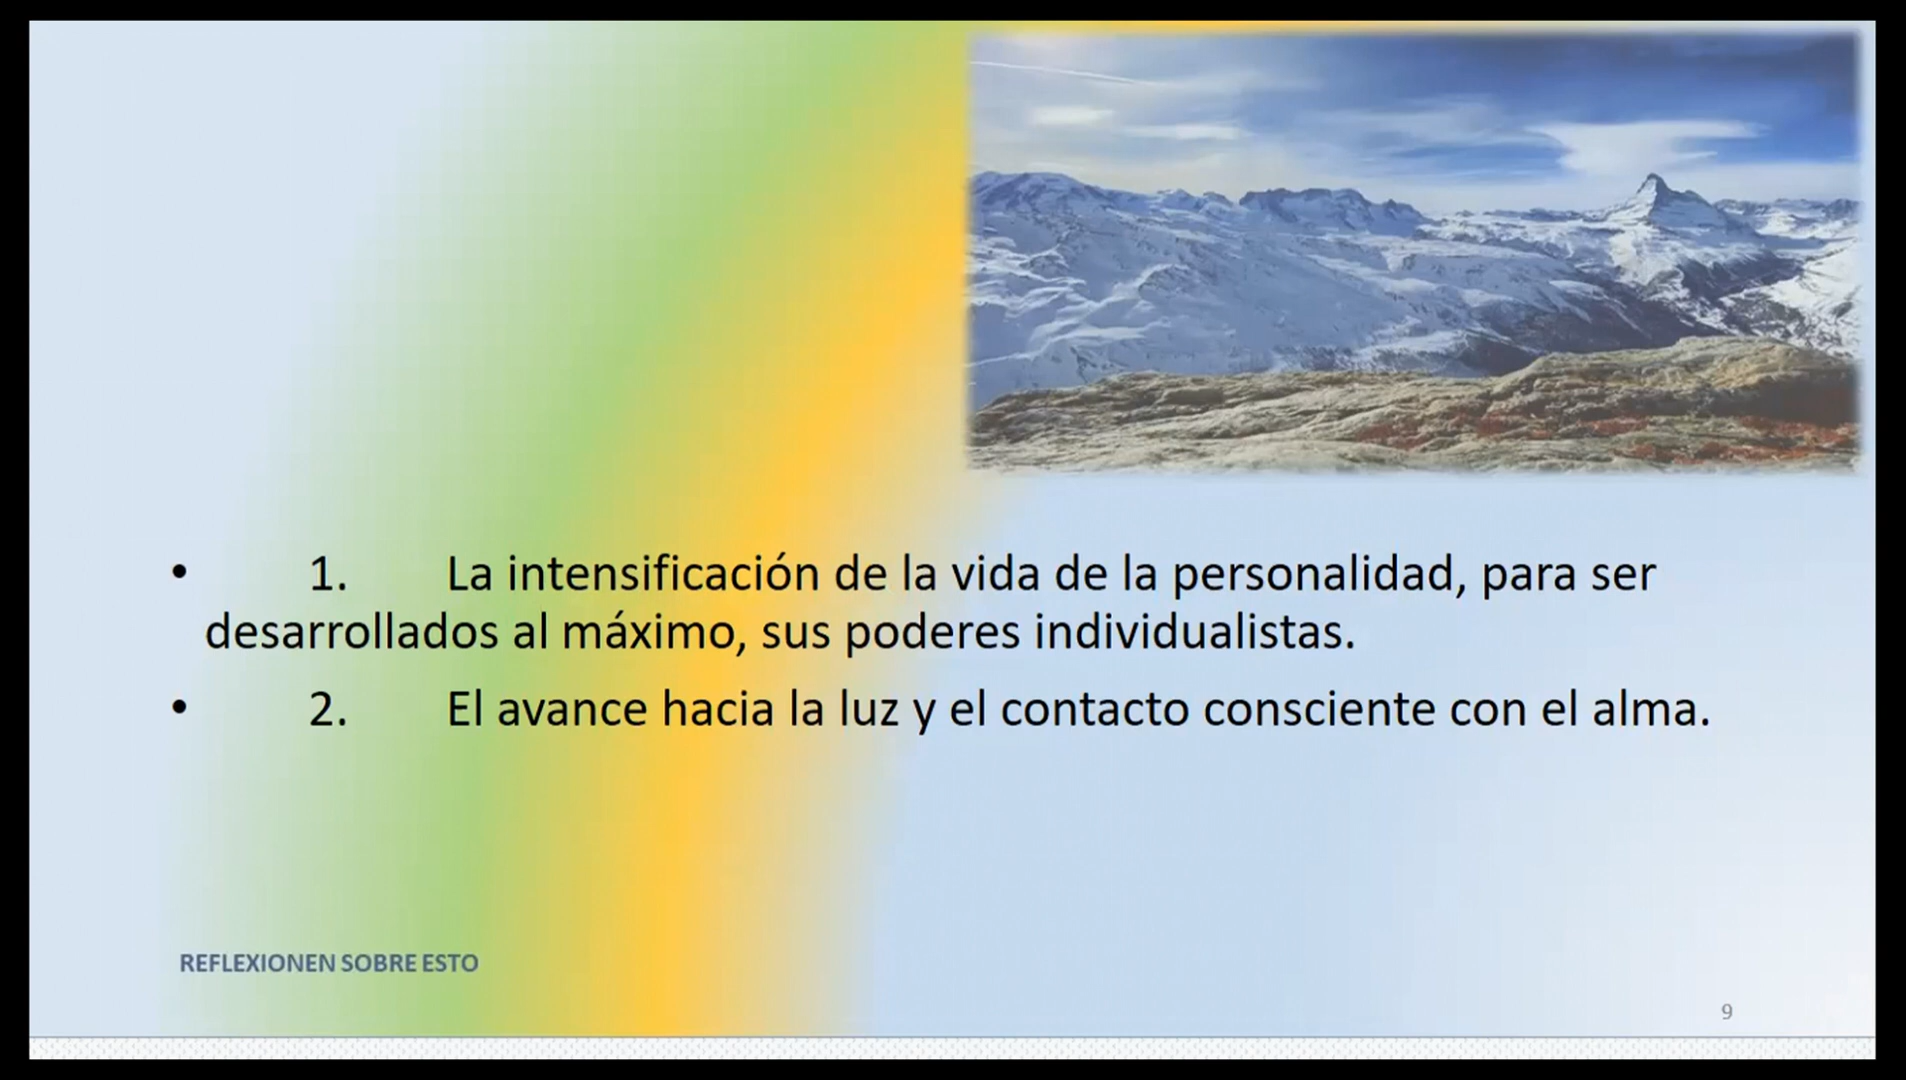 • 1. La intensificación de la vida de la personalidad, para ser
desarrollados al máximo, sus poderes individualistas.
• 2. El avance hacia la luz y el contacto consciente con el alma.
REFLEXIONEN SOBRE ESTO
9